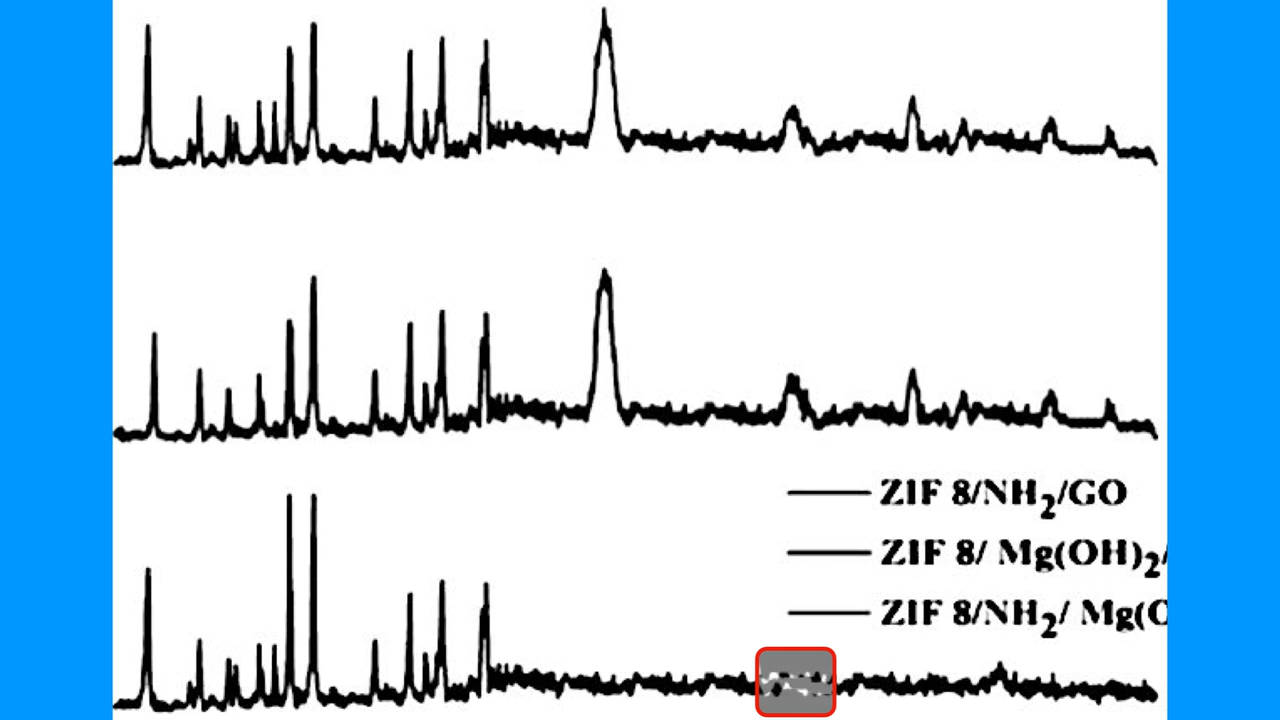 ZIF 8/NH₂/GO
ZIF 8/ Mg(OH)₂/
ZIF 8/NH₂/ Mg(